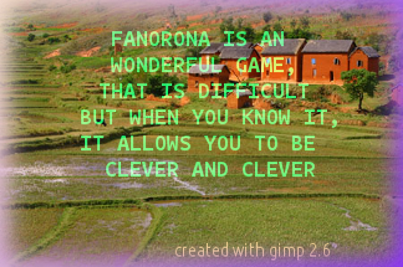 FANORONA IS AN
WONDERFUL GAME,
THAT IS DIFFICULT
BUT WHEN YOU KNOW IT,
IT ALLOWS YOU TO BE
CLEVER AND CLEVER
created with gimp 2.6